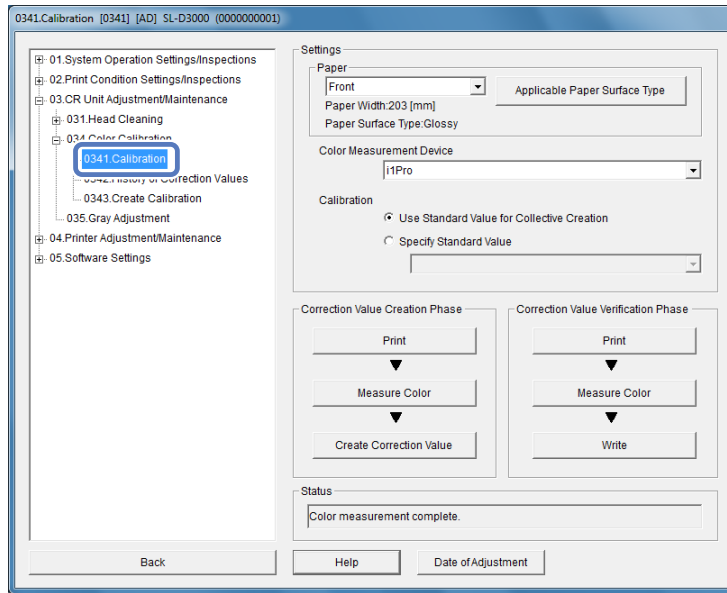 0341.Calibration [0341] [AD] SL-D3000 (0000000001)
01.System Operation Settings/Inspections
02.Print Condition Settings/Inspections
03.CR Unit Adjustment/Maintenance
031.Head Cleaning
034.Color Calibration
0341.Calibration
0342.History of Correction Values
0343.Create Calibration
035.Gray Adjustment
04.Printer Adjustment/Maintenance
05.Software Settings
Back
Settings
Paper
Front
Applicable Paper Surface Type
Paper Width:203 [mm]
Paper Surface Type:Glossy
Color Measurement Device
i1Pro
Calibration
Use Standard Value for Collective Creation
Specify Standard Value
Correction Value Creation Phase
Print
Measure Color
Create Correction Value
Correction Value Verification Phase
Print
Measure Color
Write
Status
Color measurement complete.
Help
Date of Adjustment